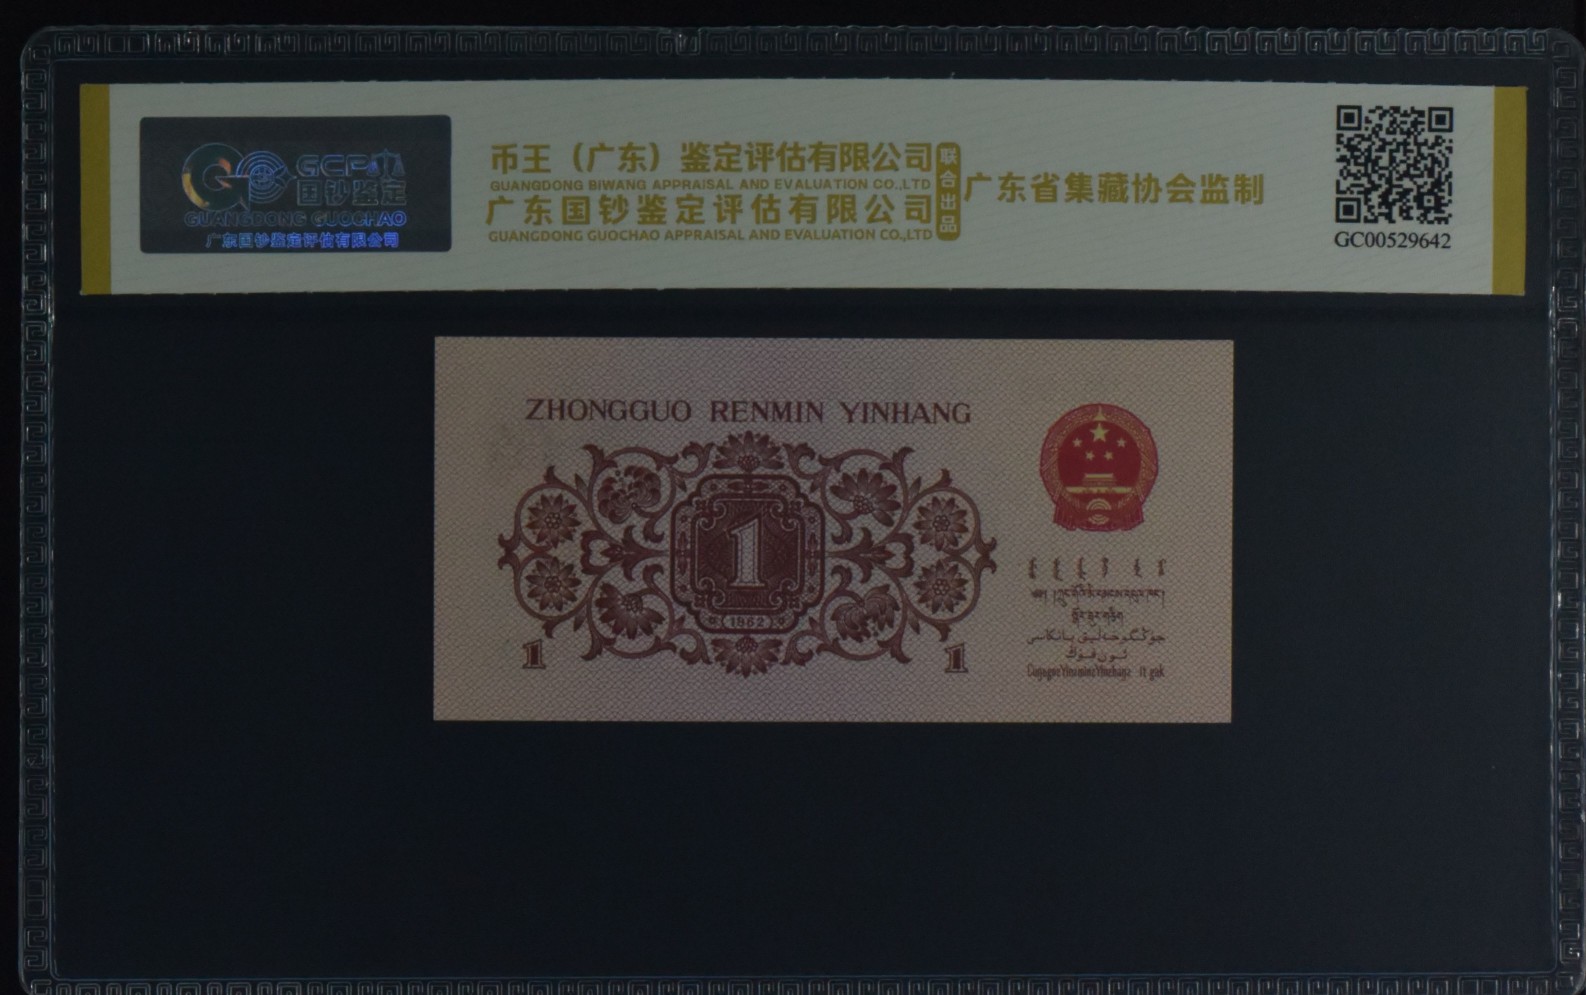 GCP
国钞鉴定
GUANGDONG GUOCHAO
广东国钞鉴定评估有限公司
币王（广东）鉴定评估有限公司
GUANGDONG BIWANG APPRAISAL AND EVALUATION CO.,LTD
广东国钞鉴定评估有限公司
GUANGDONG GUOCHAO APPRAISAL AND EVALUATION CO.,LTD
联合出品
广东省集藏协会监制
GC00529642
ZHONGGUO RENMIN YINHANG
1
1962
1
1